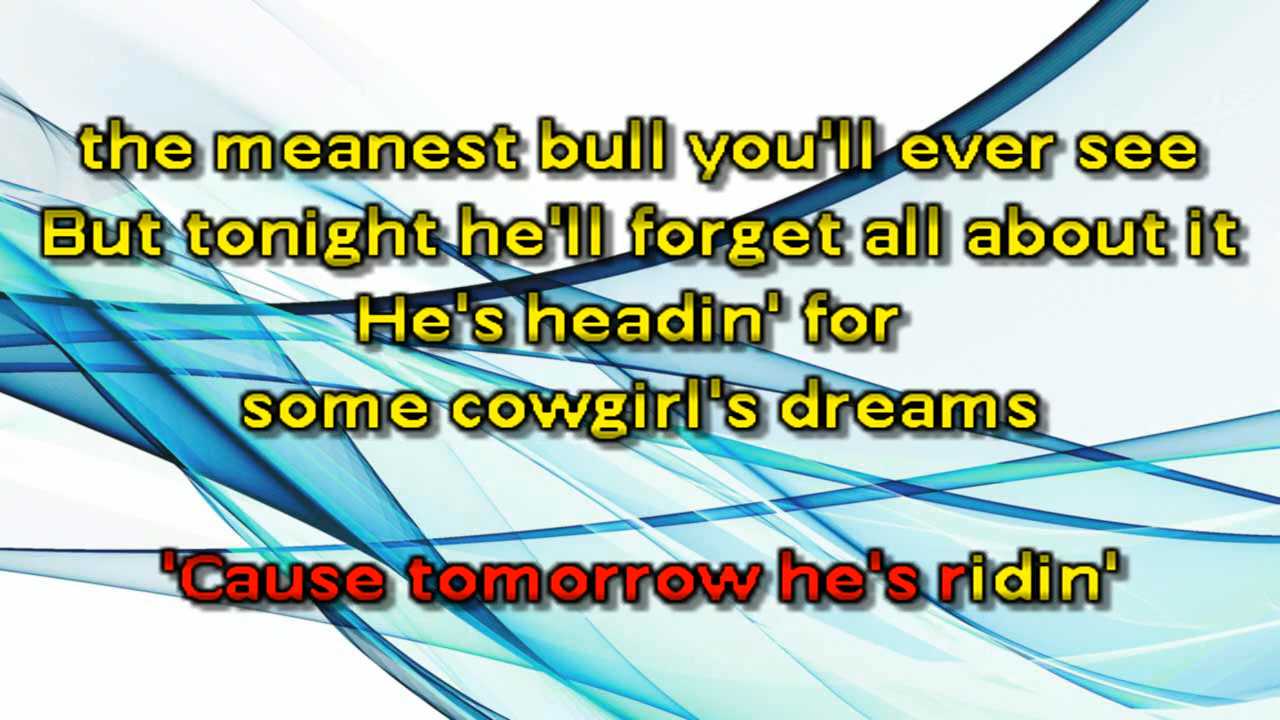 the meanest bull you'll ever see
But tonight he'll forget all about it
He's headin' for
some cowgirl's dreams
'Cause tomorrow he's ridin'